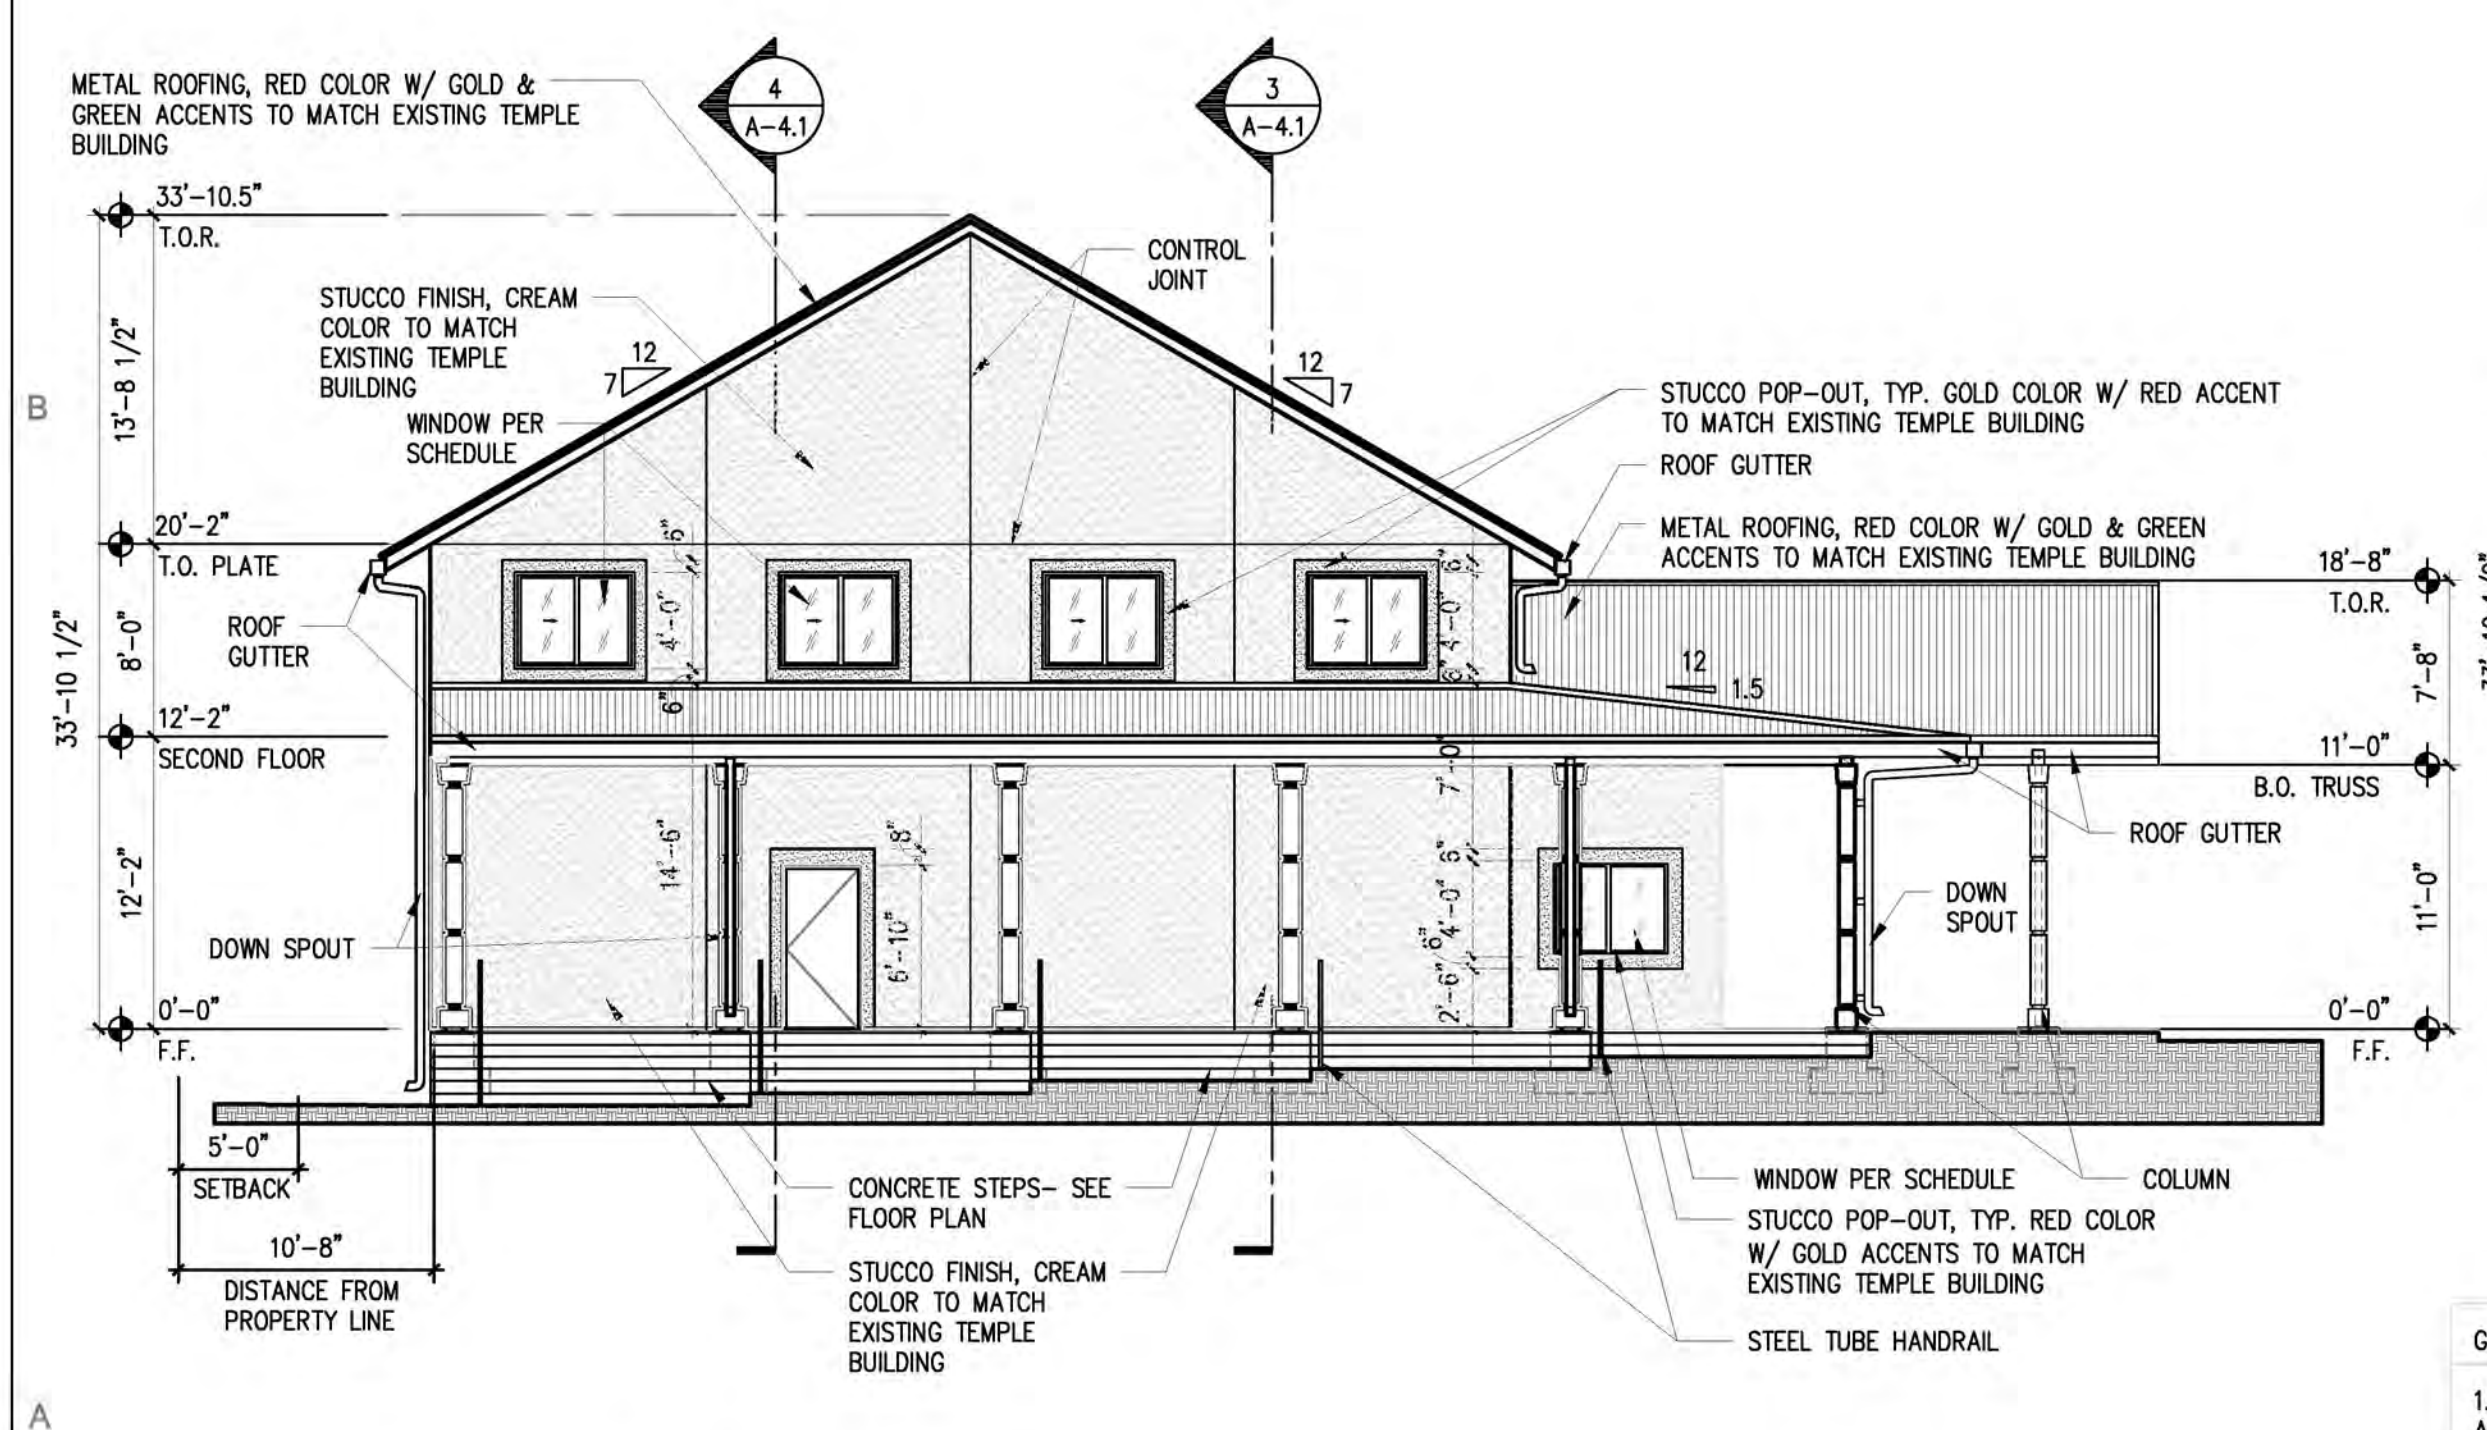 METAL ROOFING, RED COLOR W/ GOLD &
GREEN ACCENTS TO MATCH EXISTING TEMPLE
BUILDING
4
A-4.1
3
A-4.1
33'-10.5"
T.O.R.
CONTROL
JOINT
STUCCO FINISH, CREAM
COLOR TO MATCH
EXISTING TEMPLE
BUILDING
13'-8 1/2"
12
7
12
7
B
WINDOW PER
SCHEDULE
STUCCO POP-OUT, TYP. GOLD COLOR W/ RED ACCENT
TO MATCH EXISTING TEMPLE BUILDING
ROOF GUTTER
METAL ROOFING, RED COLOR W/ GOLD & GREEN
ACCENTS TO MATCH EXISTING TEMPLE BUILDING
20'-2"
T.O. PLATE
18'-8"
T.O.R.
6"
4'-0"
6"
6"
4'-0"
6"
33'-10 1/2"
8'-0"
ROOF
GUTTER
12
1.5
7'-8"
12'-2"
SECOND FLOOR
11'-0"
B.O. TRUSS
7'-0"
ROOF GUTTER
12'-2"
14'-6"
8"
6'-10"
6"
4'-0"
6"
2'-6"
DOWN
SPOUT
11'-0"
DOWN SPOUT
0'-0"
F.F.
0'-0"
F.F.
5'-0"
SETBACK
10'-8"
DISTANCE FROM
PROPERTY LINE
CONCRETE STEPS- SEE
FLOOR PLAN
STUCCO FINISH, CREAM
COLOR TO MATCH
EXISTING TEMPLE
BUILDING
WINDOW PER SCHEDULE
COLUMN
STUCCO POP-OUT, TYP. RED COLOR
W/ GOLD ACCENTS TO MATCH
EXISTING TEMPLE BUILDING
STEEL TUBE HANDRAIL
G
1.
A